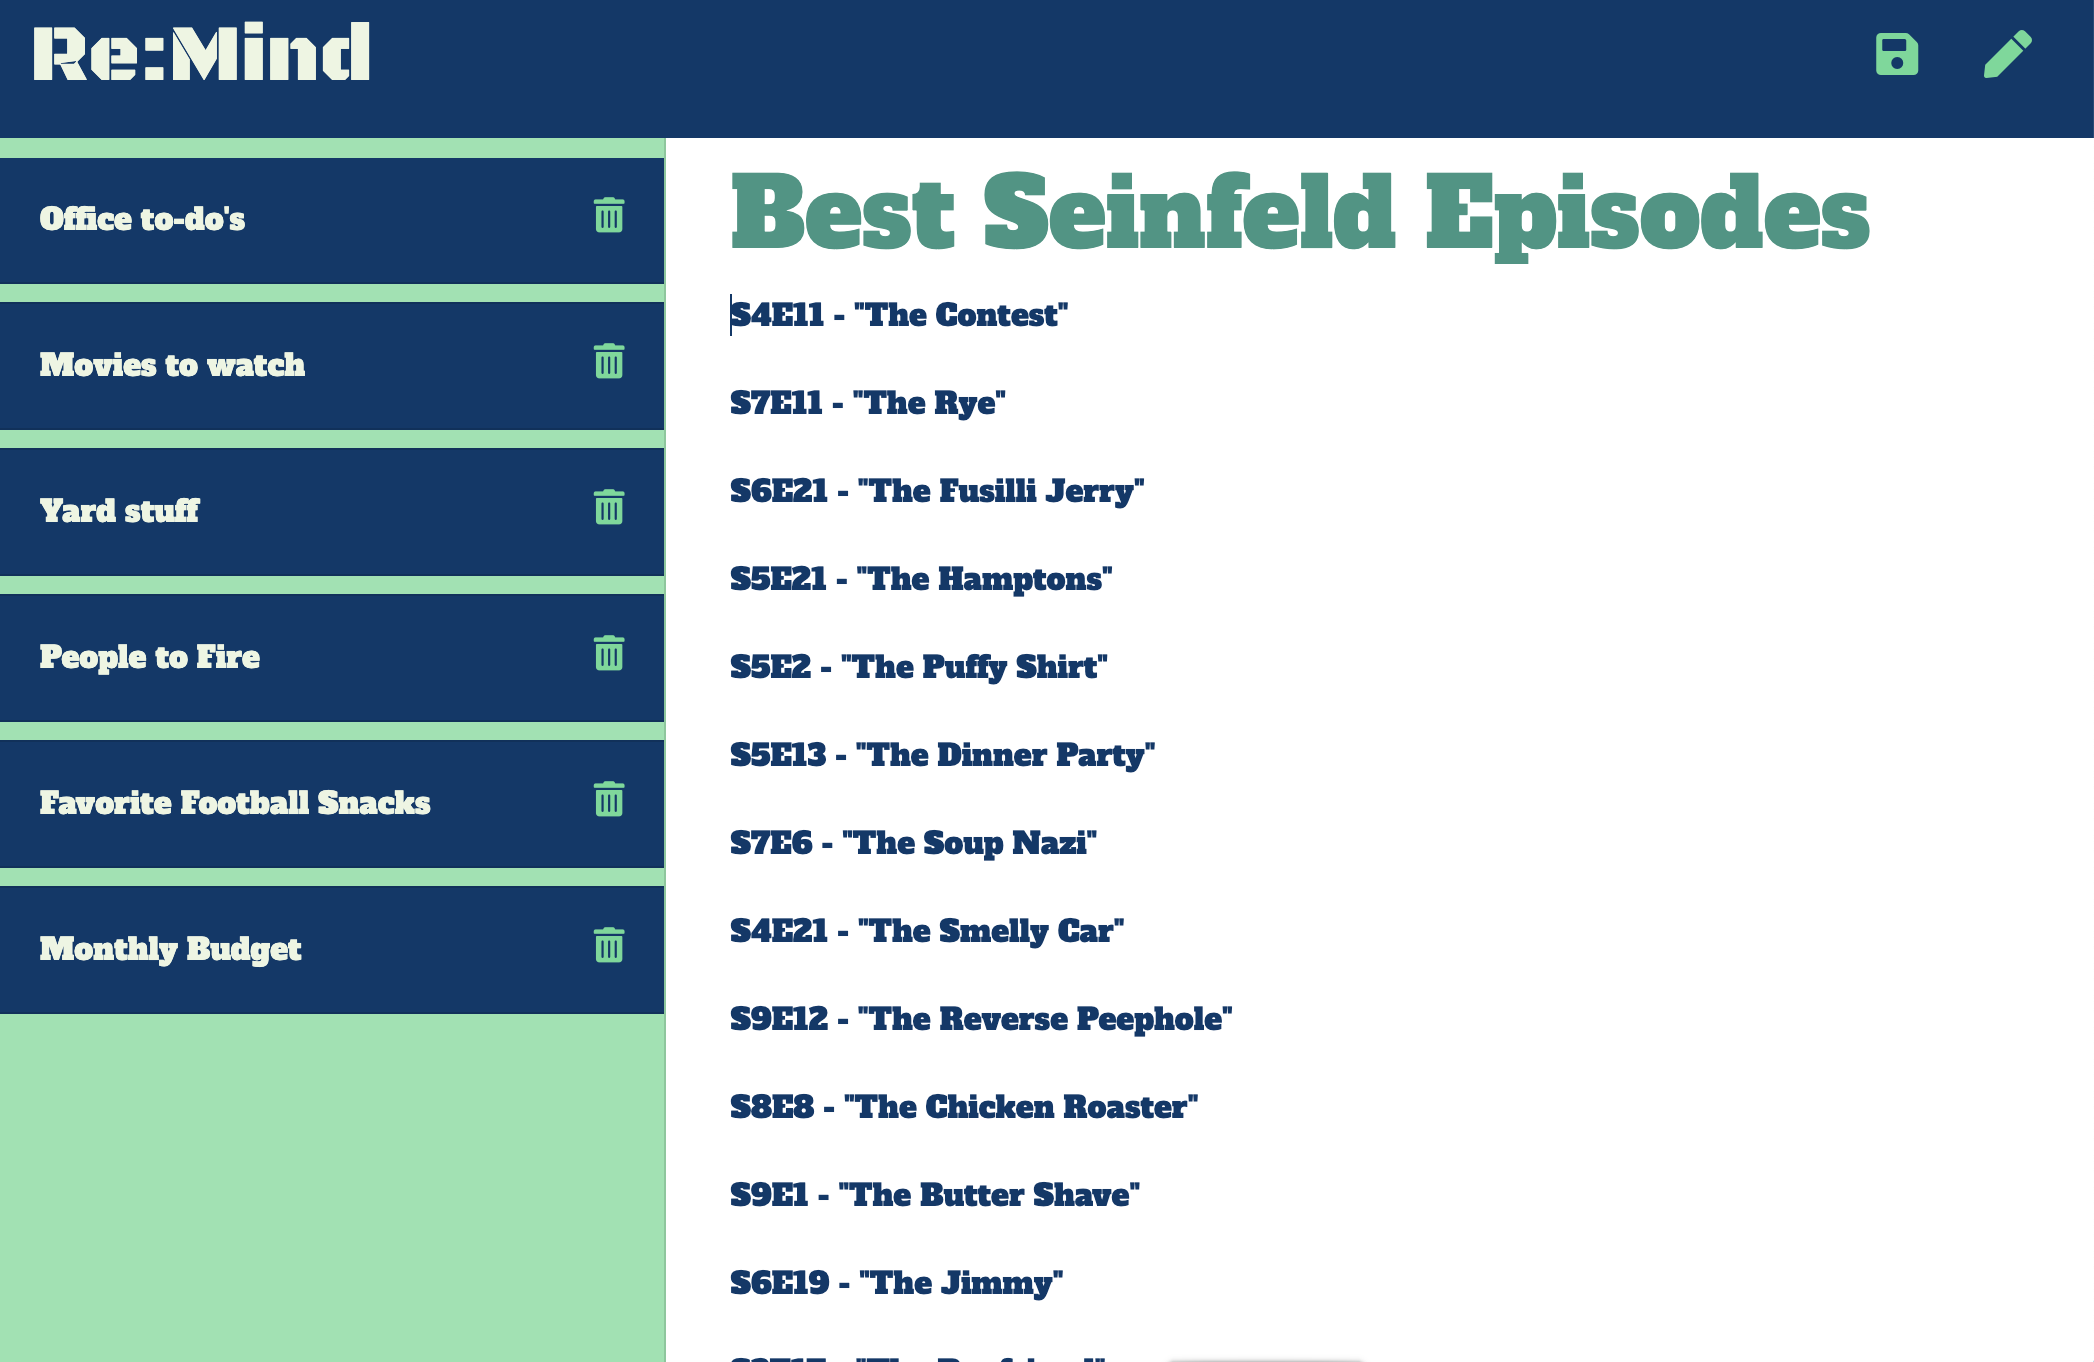 Re:Mind
Office to-do's
Movies to watch
Yard stuff
People to Fire
Favorite Football Snacks
Monthly Budget
Best Seinfeld Episodes
S4E11 - "The Contest"
S7E11 - "The Rye"
S6E21 - "The Fusilli Jerry"
S5E21 - "The Hamptons"
S5E2 - "The Puffy Shirt"
S5E13 - "The Dinner Party"
S7E6 - "The Soup Nazi"
S4E21 - "The Smelly Car"
S9E12 - "The Reverse Peephole"
S8E8 - "The Chicken Roaster"
S9E1 - "The Butter Shave"
S6E19 - "The Jimmy"